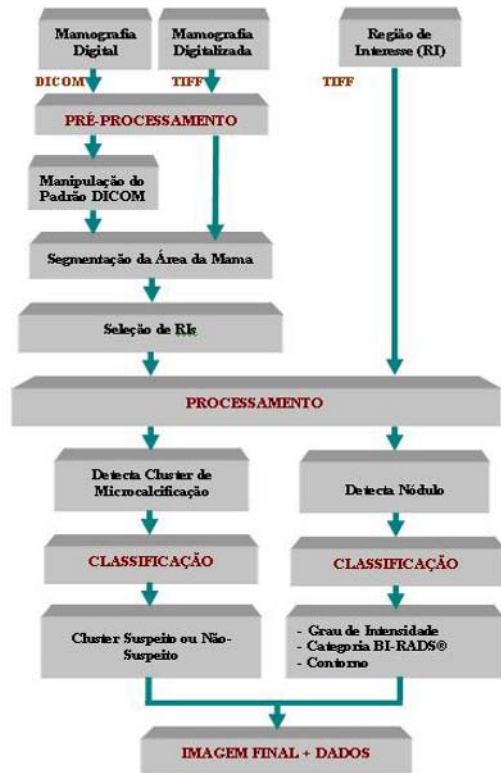 Mamografia
Digital
Mamografia
Digitalizada
Região de
Interesse (RI)
DICOM
TIFF
TIFF
PRÉ-PROCESSAMENTO
Manipulação do
Padrão DICOM
Segmentação da Área da Mama
Seleção de RIs
PROCESSAMENTO
Detecta Cluster de
Microcalcificação
Detecta Nódulo
CLASSIFICAÇÃO
CLASSIFICAÇÃO
Cluster Suspeito ou Não-
Suspeito
- Grau de Intensidade
- Categoria BI-RADS®
- Contorno
IMAGEM FINAL + DADOS